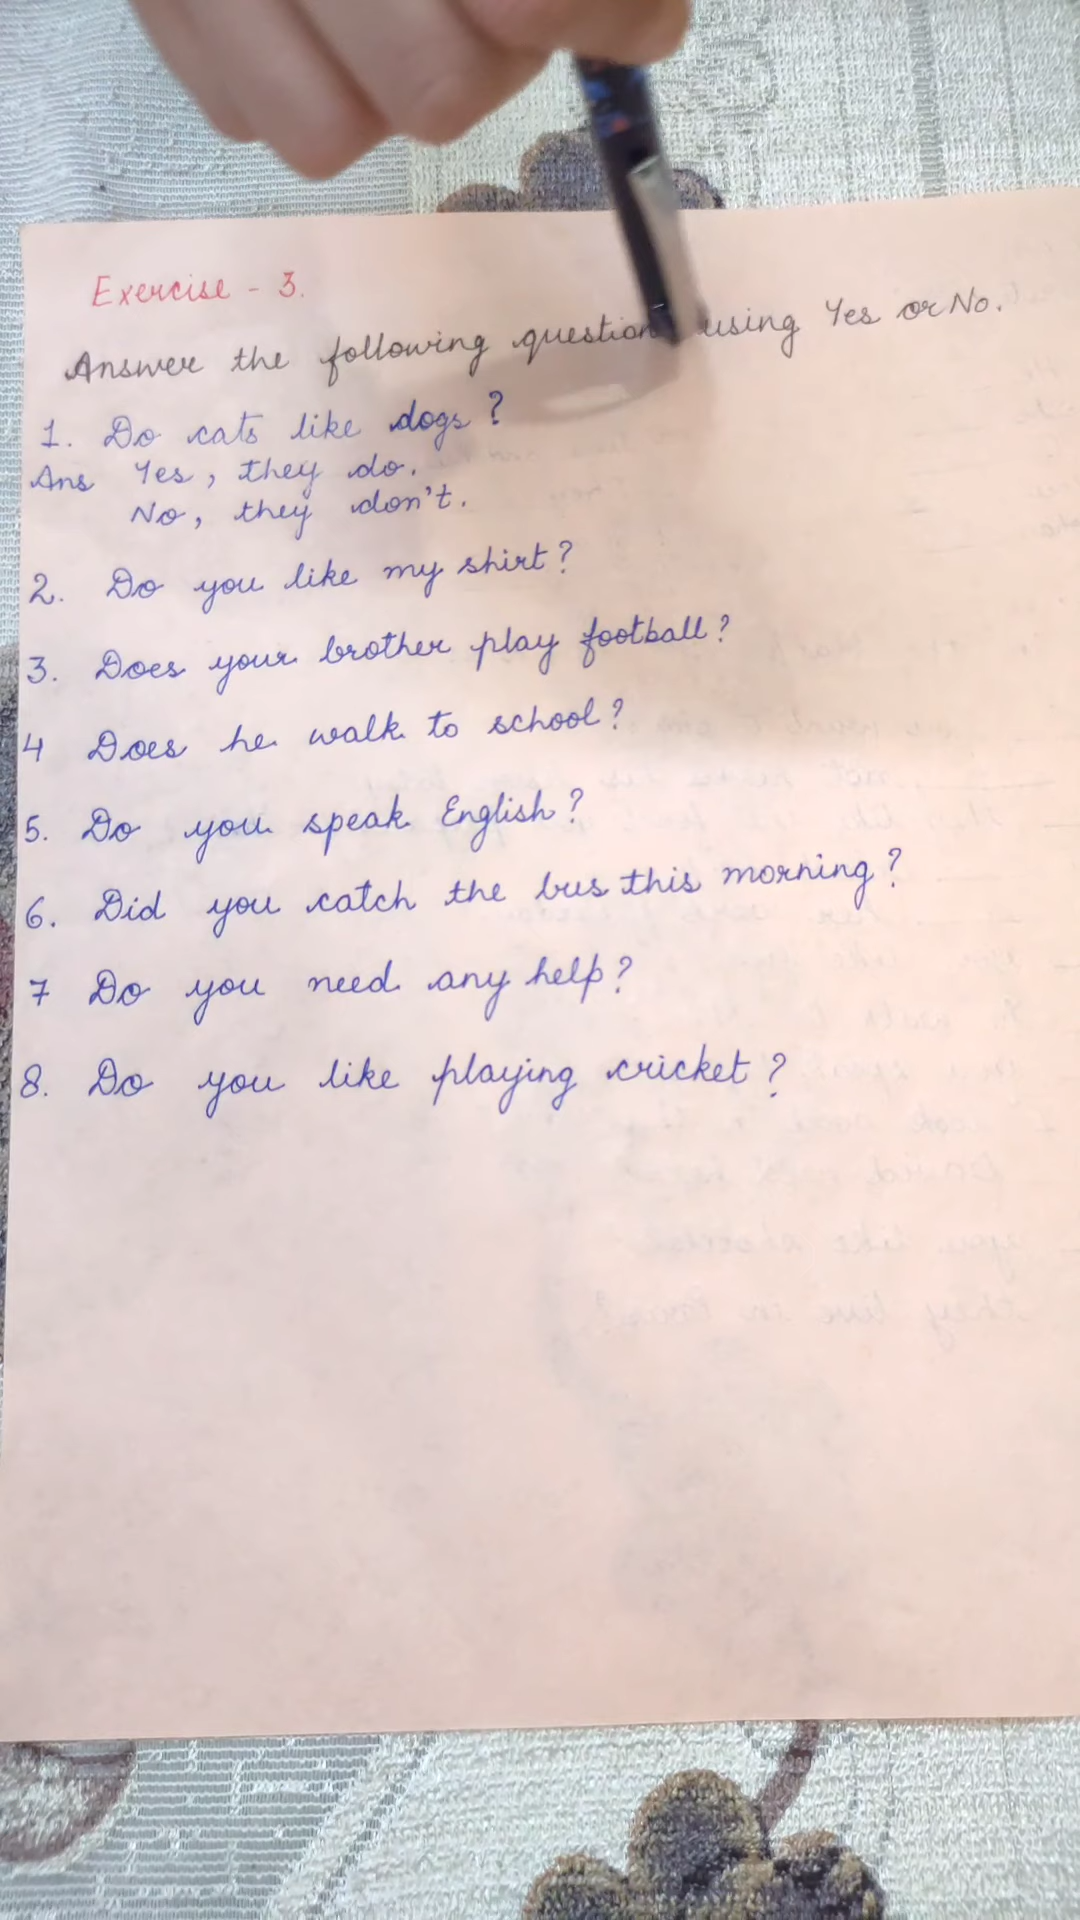 Exercise - 3.
Answer the following question using Yes or No.
1. Do cats like dogs?
Ans Yes, they do.
No, they don't.
2. Do you like my shirt?
3. Does your brother play football?
4 Does he walk to school?
5. Do you speak English?
6. Did you catch the bus this morning?
7 Do you need any help?
8. Do you like playing cricket?